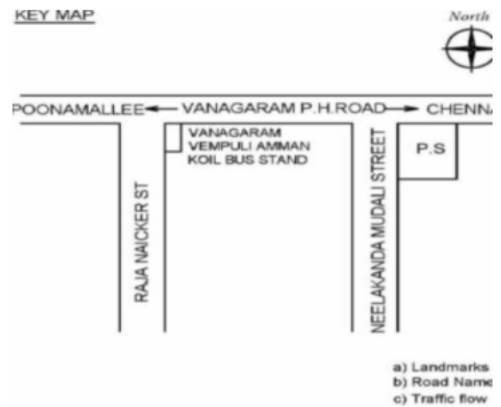 KEY MAP
North
POONAMALLEE VANAGARAM P.H.ROAD CHENNA
VANAGARAM
VEMPULI AMMAN
KOIL BUS STAND
P.S
RAJA NAICKER ST
NEELAKANDA MUDALI STREET
a) Landmarks
b) Road Name
c) Traffic flow